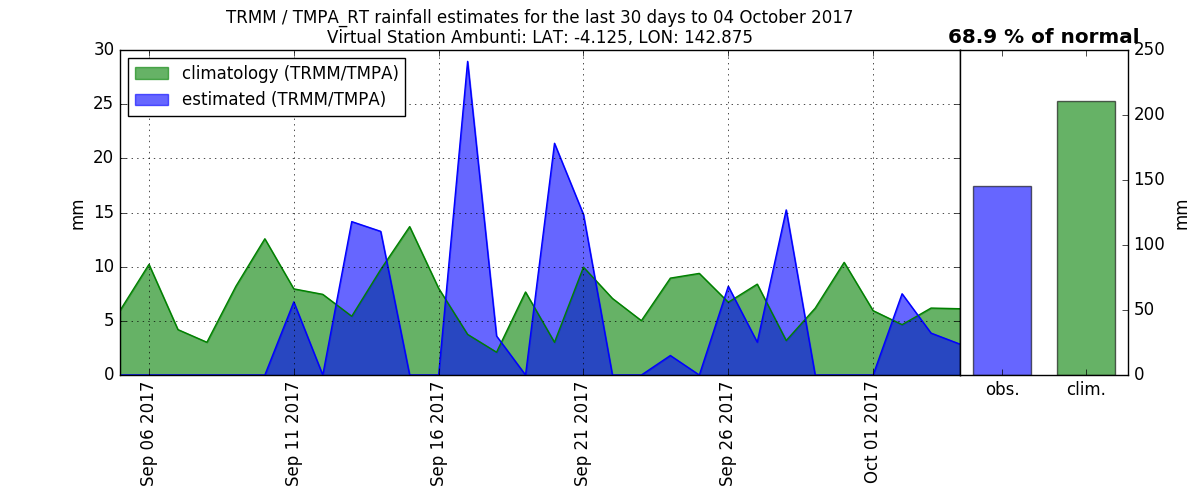 TRMM / TMPA_RT rainfall estimates for the last 30 days to 04 October 2017
Virtual Station Ambunti: LAT: -4.125, LON: 142.875
68.9 % of normal
climatology (TRMM/TMPA)
estimated (TRMM/TMPA)
30
25
20
15
10
5
0
mm
Sep 06 2017
Sep 11 2017
Sep 16 2017
Sep 21 2017
Sep 26 2017
Oct 01 2017
obs.
clim.
250
200
150
100
50
0
mm